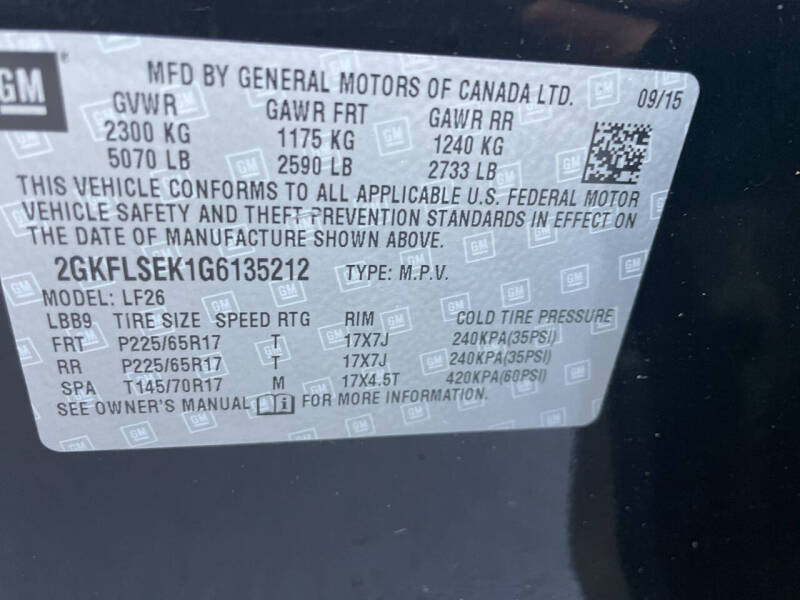 GM
MFD BY GENERAL MOTORS OF CANADA LTD. 09/15
GVWR GAWR FRT GAWR RR
2300 KG 1175 KG 1240 KG
5070 LB 2590 LB 2733 LB
THIS VEHICLE CONFORMS TO ALL APPLICABLE U.S. FEDERAL MOTOR
VEHICLE SAFETY AND THEFT PREVENTION STANDARDS IN EFFECT ON
THE DATE OF MANUFACTURE SHOWN ABOVE.
2GKFLSEK1G6135212 TYPE: M.P.V.
MODEL: LF26
LBB9 TIRE SIZE SPEED RTG RIM COLD TIRE PRESSURE
FRT P225/65R17 T 17X7J 240KPA(35PSI)
RR P225/65R17 T 17X7J 240KPA(35PSI)
SPA T145/70R17 M 17X4.5T 420KPA(60PSI)
SEE OWNER'S MANUAL FOR MORE INFORMATION.